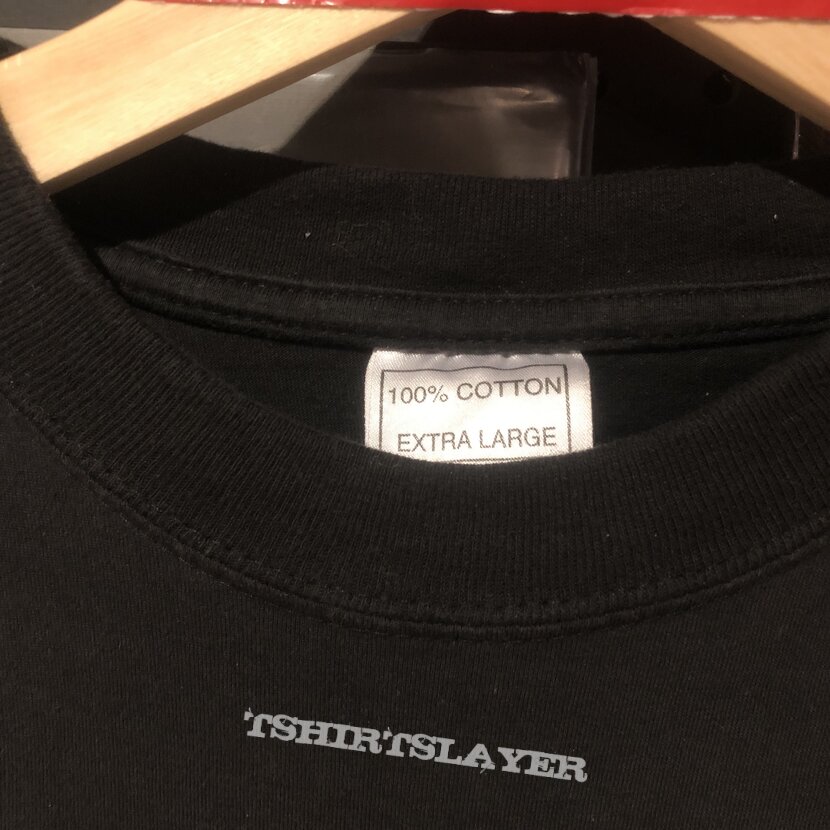 100% COTTON
EXTRA LARGE
TSHIRTSLAYER